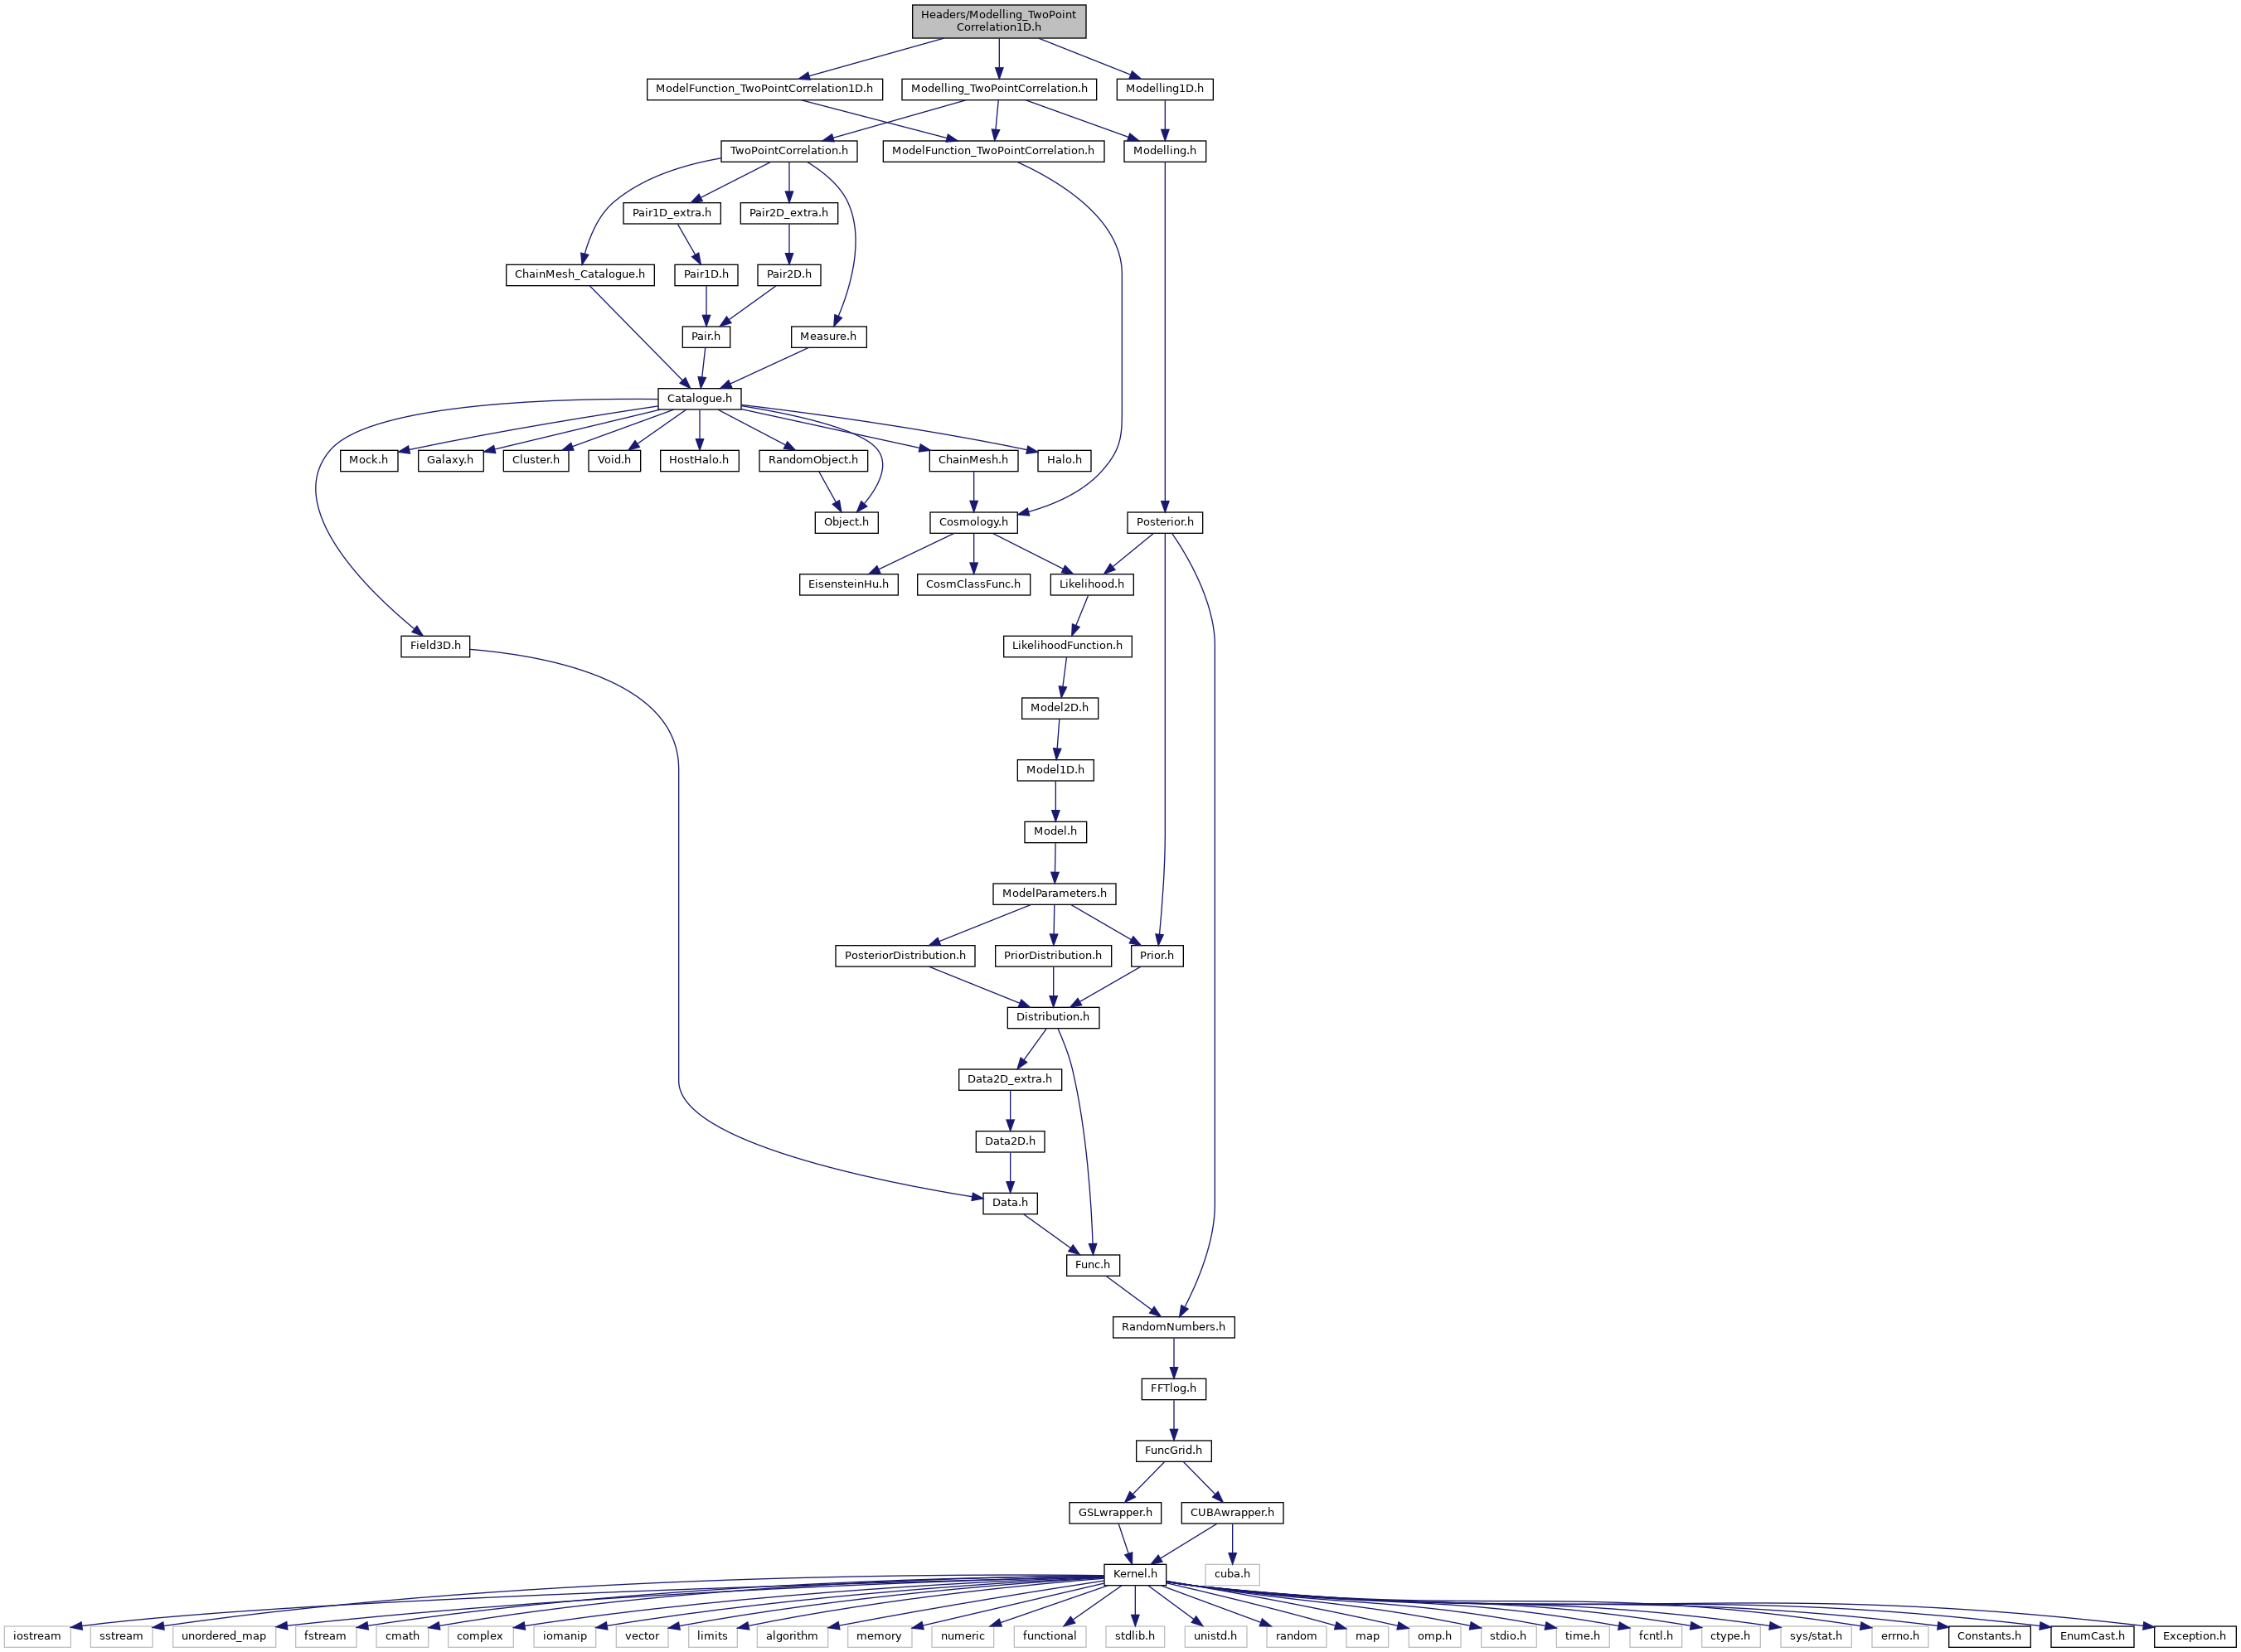 Headers/Modelling_TwoPoint
Correlation1D.h
ModelFunction_TwoPointCorrelation1D.h
Modelling_TwoPointCorrelation.h
Modelling1D.h
TwoPointCorrelation.h
ModelFunction_TwoPointCorrelation.h
Modelling.h
Pair1D_extra.h
Pair2D_extra.h
ChainMesh_Catalogue.h
Pair1D.h
Pair2D.h
Pair.h
Measure.h
Catalogue.h
Mock.h
Galaxy.h
Cluster.h
Void.h
HostHalo.h
RandomObject.h
ChainMesh.h
Halo.h
Object.h
Cosmology.h
Posterior.h
EisensteinHu.h
CosmClassFunc.h
Likelihood.h
Field3D.h
LikelihoodFunction.h
Model2D.h
Model1D.h
Model.h
ModelParameters.h
PosteriorDistribution.h
PriorDistribution.h
Prior.h
Distribution.h
Data2D_extra.h
Data2D.h
Data.h
Func.h
RandomNumbers.h
FFTlog.h
FuncGrid.h
GSLwrapper.h
CUBAwrapper.h
Kernel.h
cuba.h
iostream
sstream
unordered_map
fstream
cmath
complex
iomanip
vector
limits
algorithm
memory
numeric
functional
stdlib.h
unistd.h
random
map
omp.h
stdio.h
time.h
fcntl.h
ctype.h
sys/stat.h
errno.h
Constants.h
EnumCast.h
Exception.h